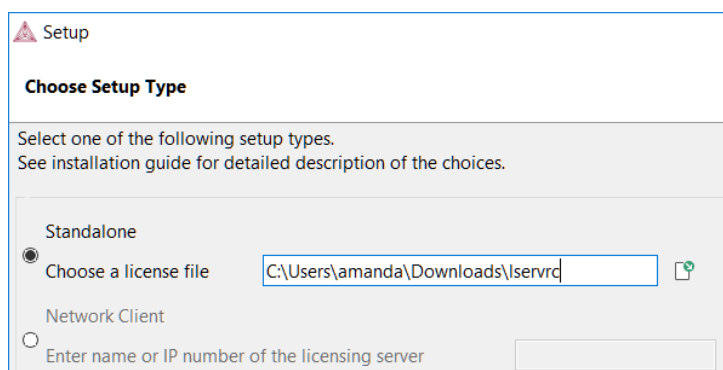 Setup
Choose Setup Type
Select one of the following setup types.
See installation guide for detailed description of the choices.
Standalone
Choose a license file C:\Users\amanda\Downloads\lservrc
Network Client
Enter name or IP number of the licensing server